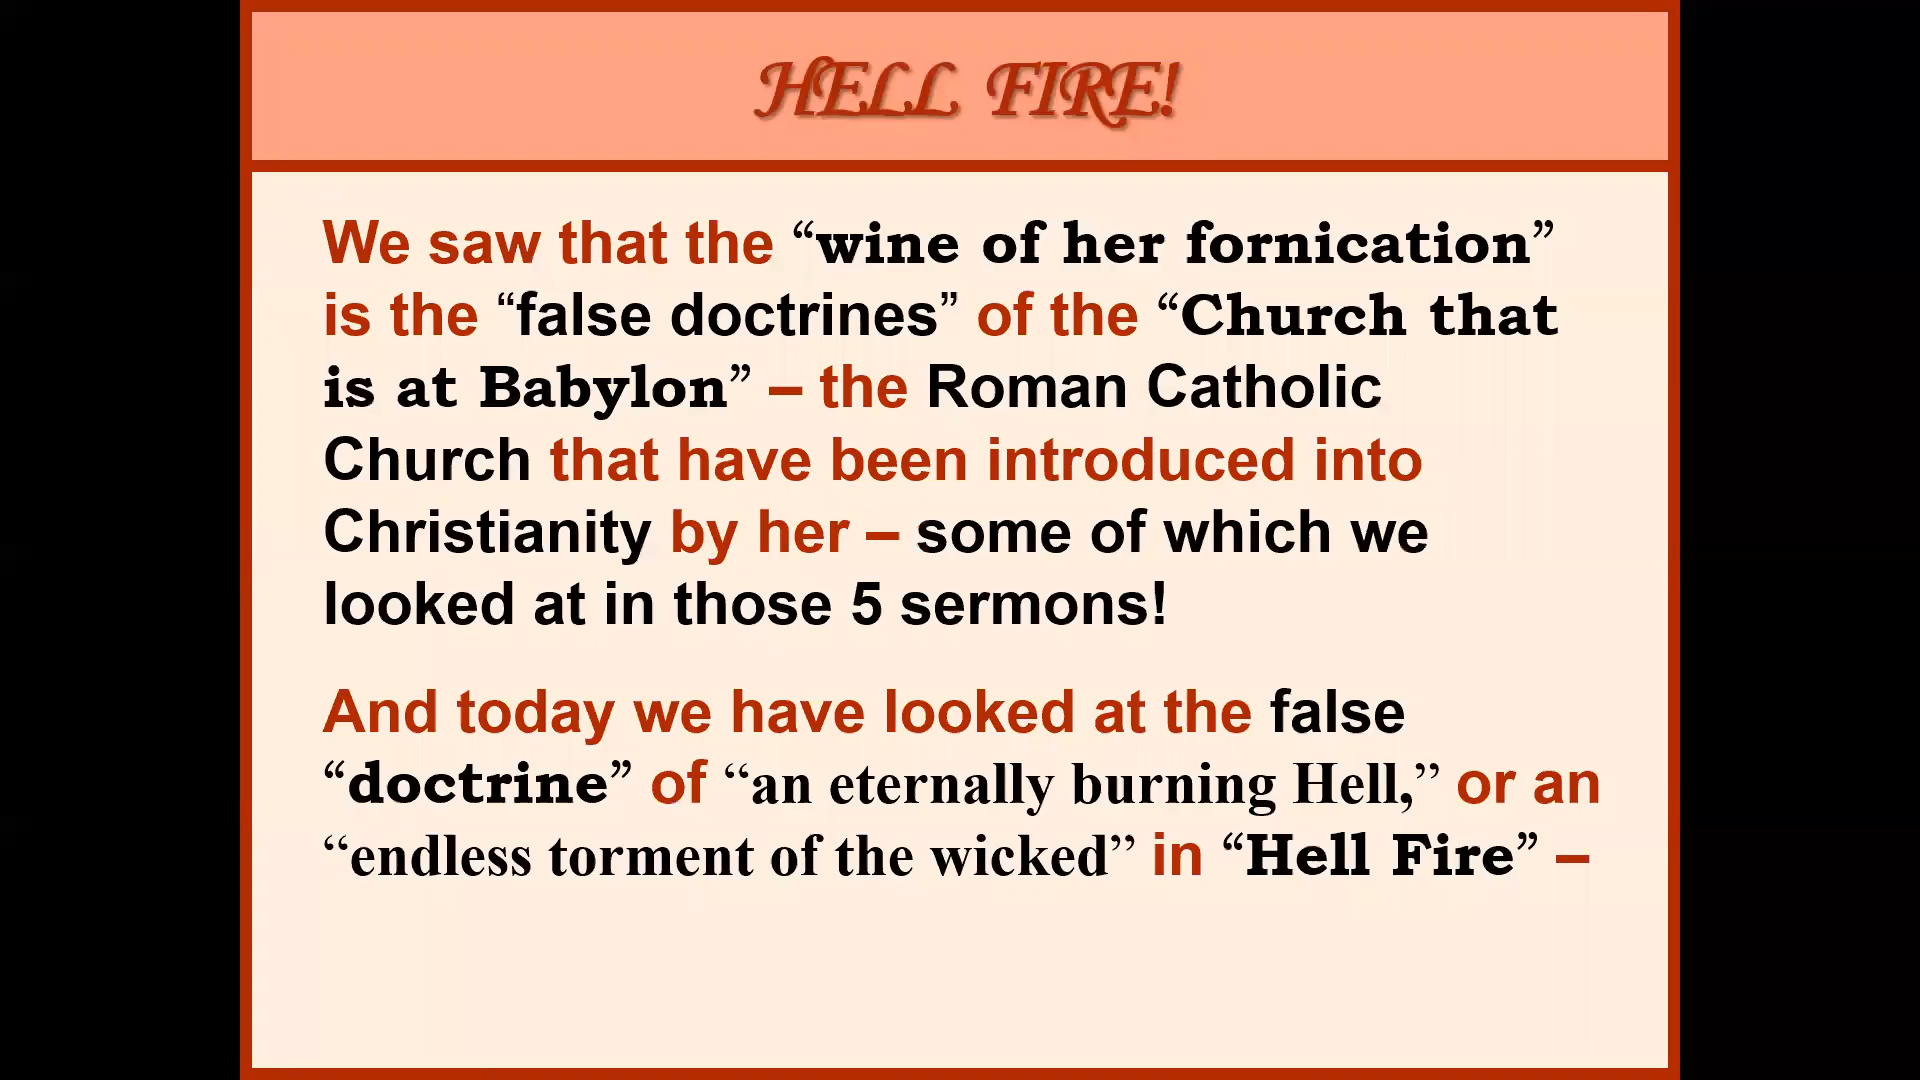 HELL FIRE!
We saw that the “wine of her fornication”
is the “false doctrines” of the “Church that
is at Babylon” – the Roman Catholic
Church that have been introduced into
Christianity by her – some of which we
looked at in those 5 sermons!
And today we have looked at the false
“doctrine” of “an eternally burning Hell,” or an
“endless torment of the wicked” in “Hell Fire” –